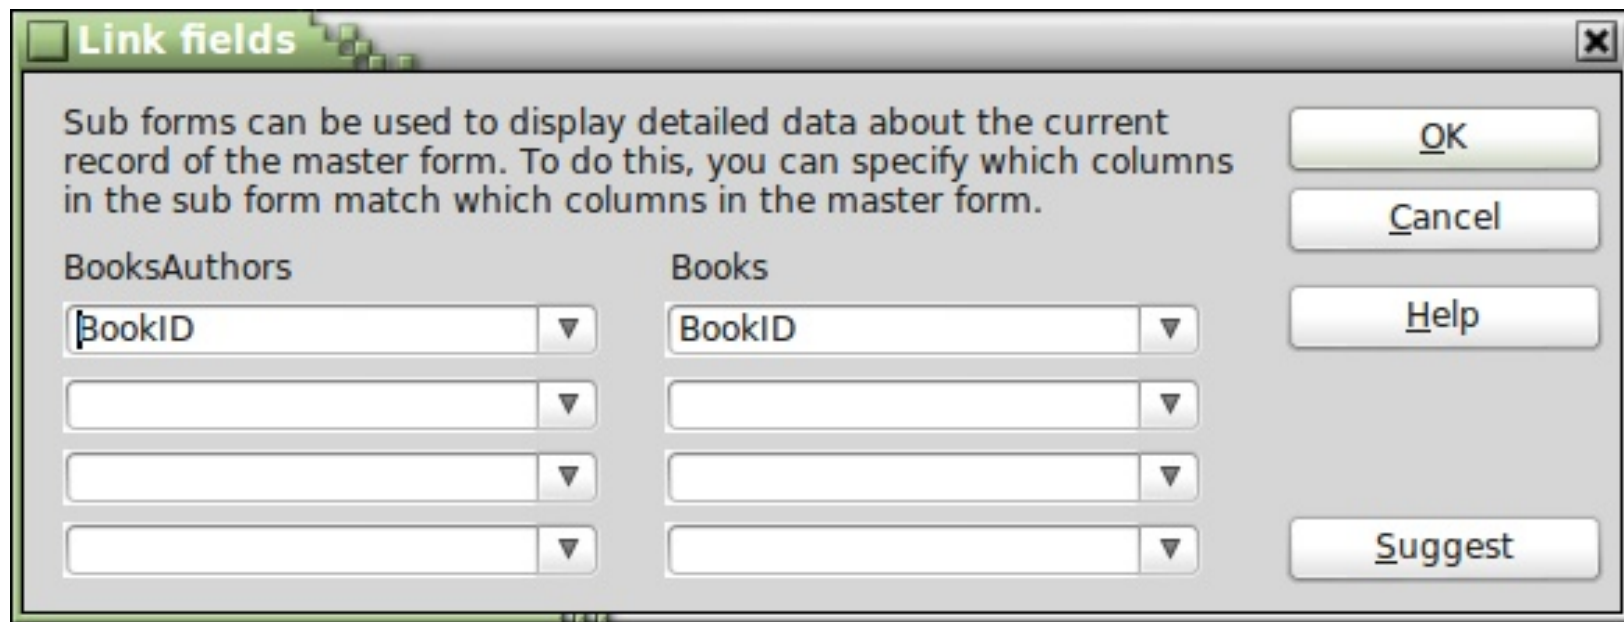 Link fields
Sub forms can be used to display detailed data about the current
record of the master form. To do this, you can specify which columns
in the sub form match which columns in the master form.
OK
Cancel
BooksAuthors Books
BookID BookID
Help
Suggest